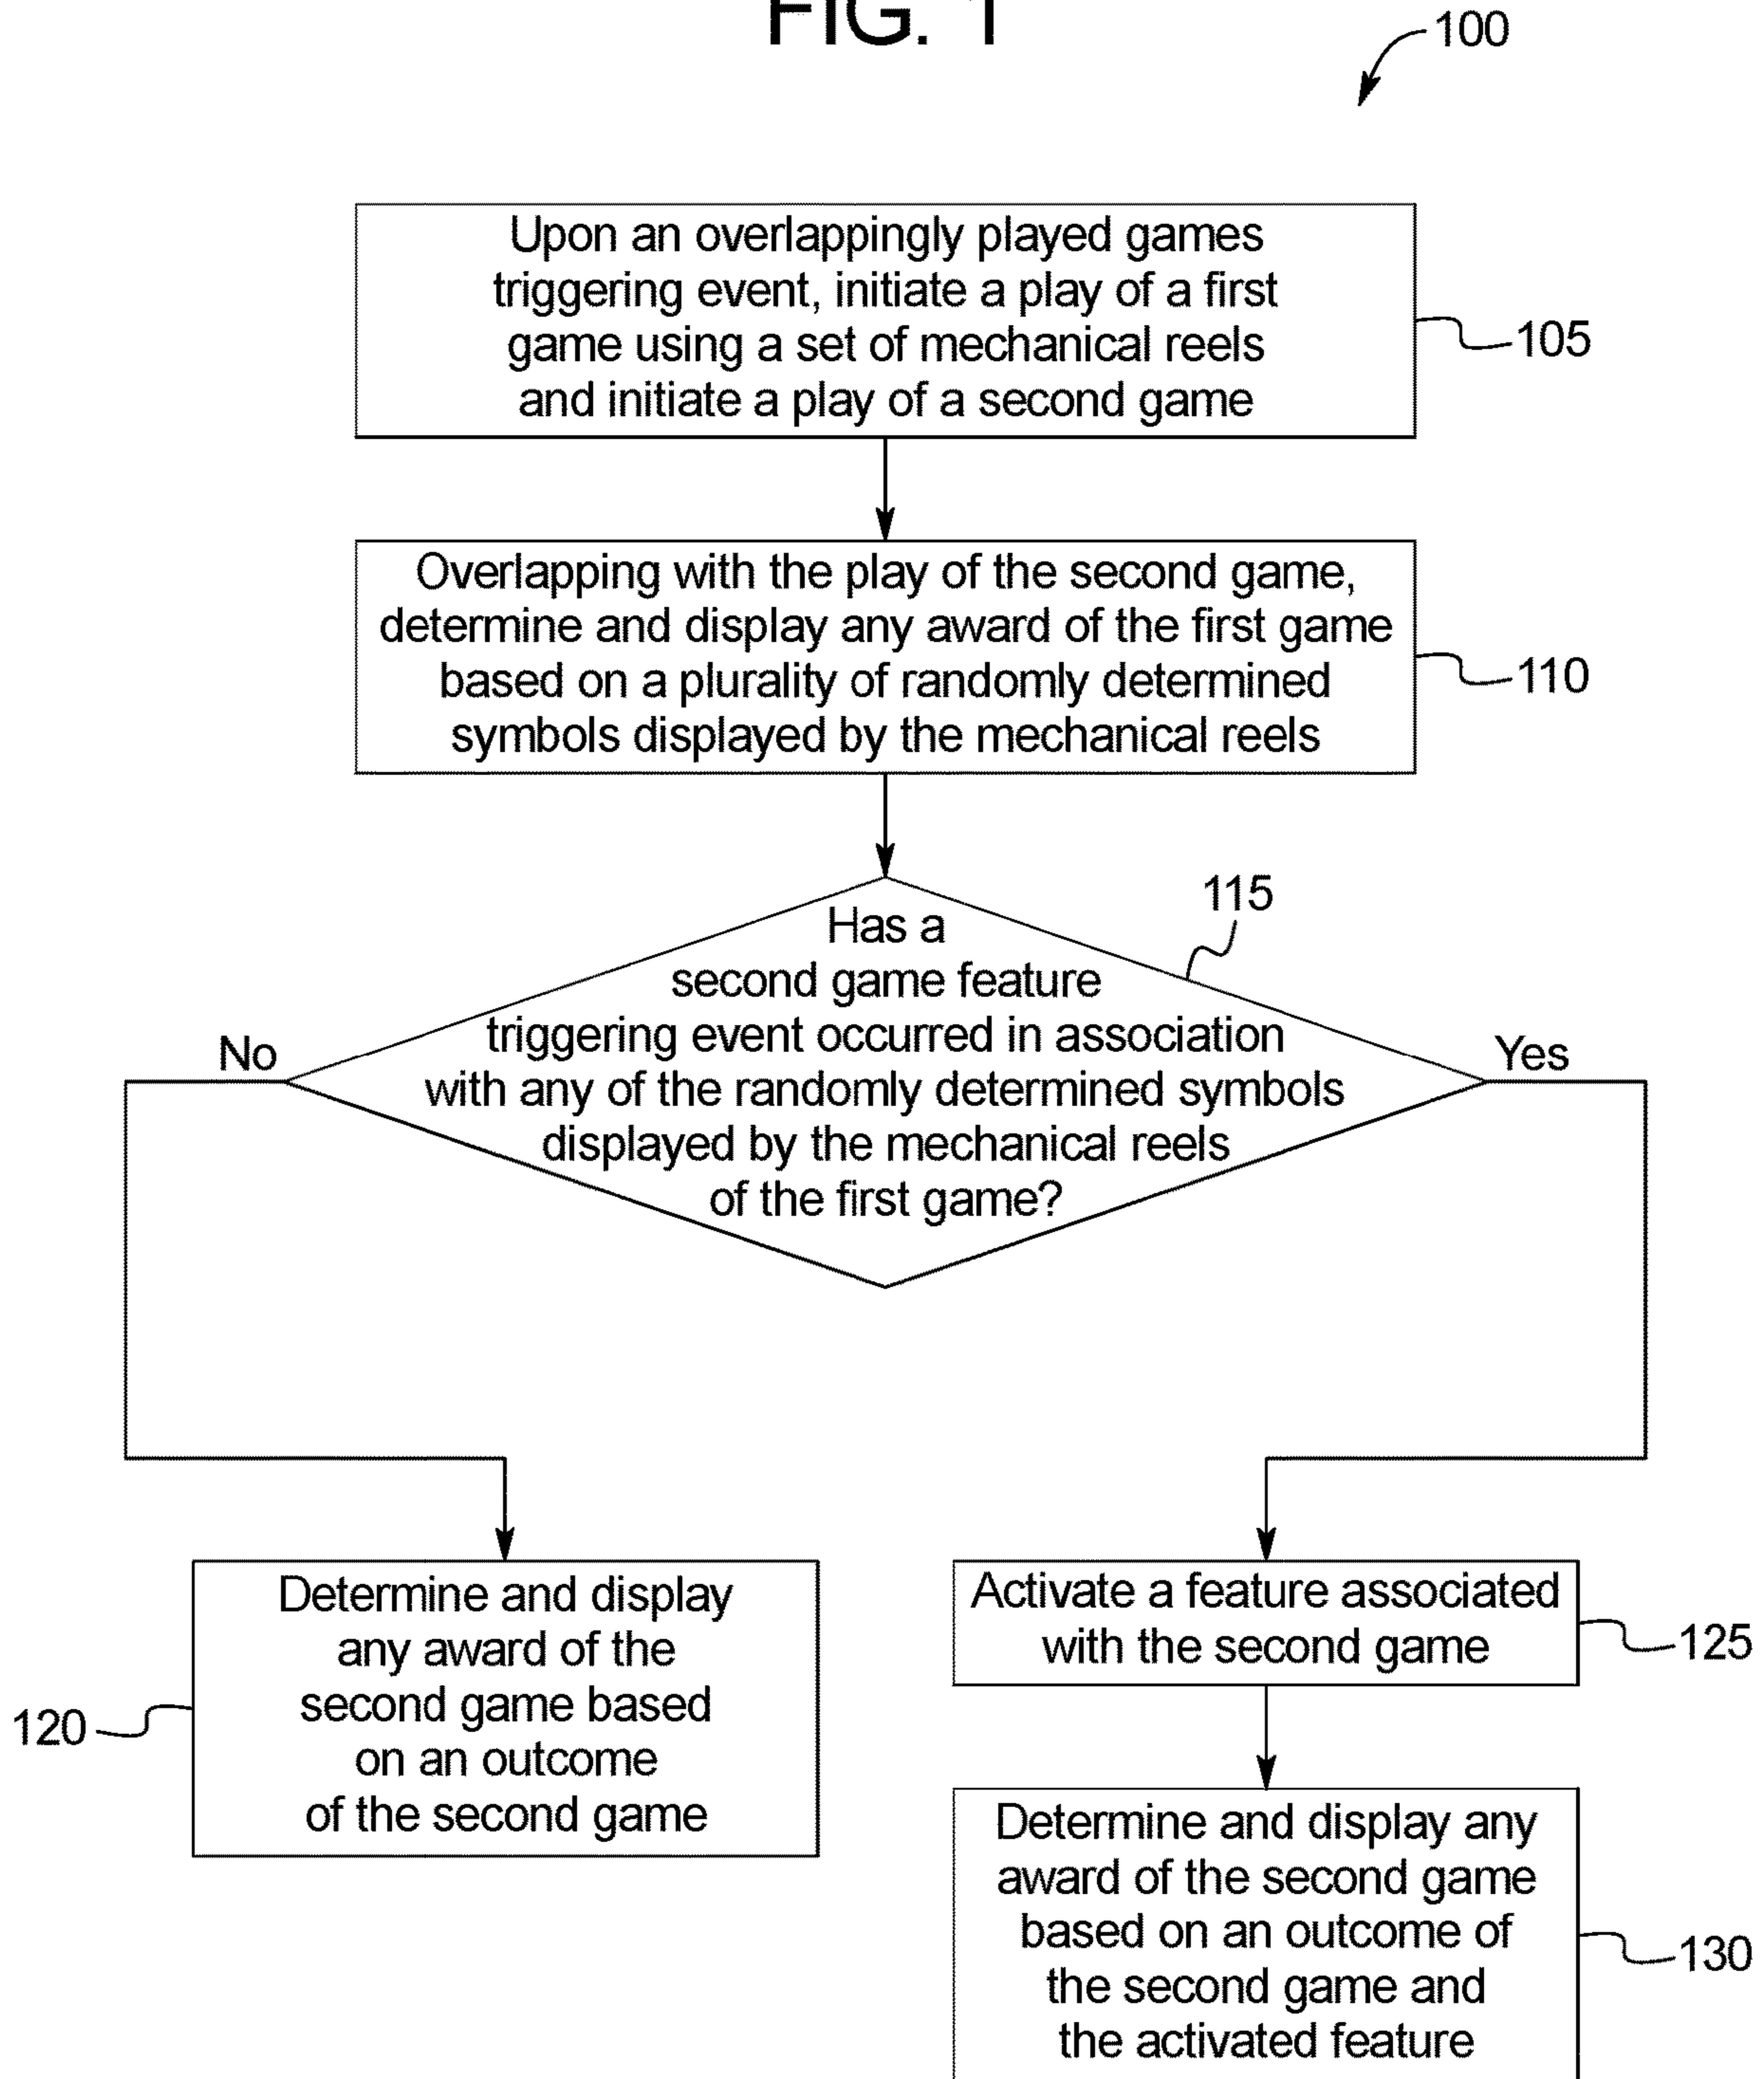 FIG. 1
100
Upon an overlappingly played games
triggering event, initiate a play of a first
game using a set of mechanical reels
and initiate a play of a second game
105
Overlapping with the play of the second game,
determine and display any award of the first game
based on a plurality of randomly determined
symbols displayed by the mechanical reels
110
115
Has a
second game feature
triggering event occurred in association
with any of the randomly determined symbols
displayed by the mechanical reels
of the first game?
No
Yes
Determine and display
any award of the
second game based
on an outcome
of the second game
120
Activate a feature associated
with the second game
125
Determine and display any
award of the second game
based on an outcome of
the second game and
the activated feature
130